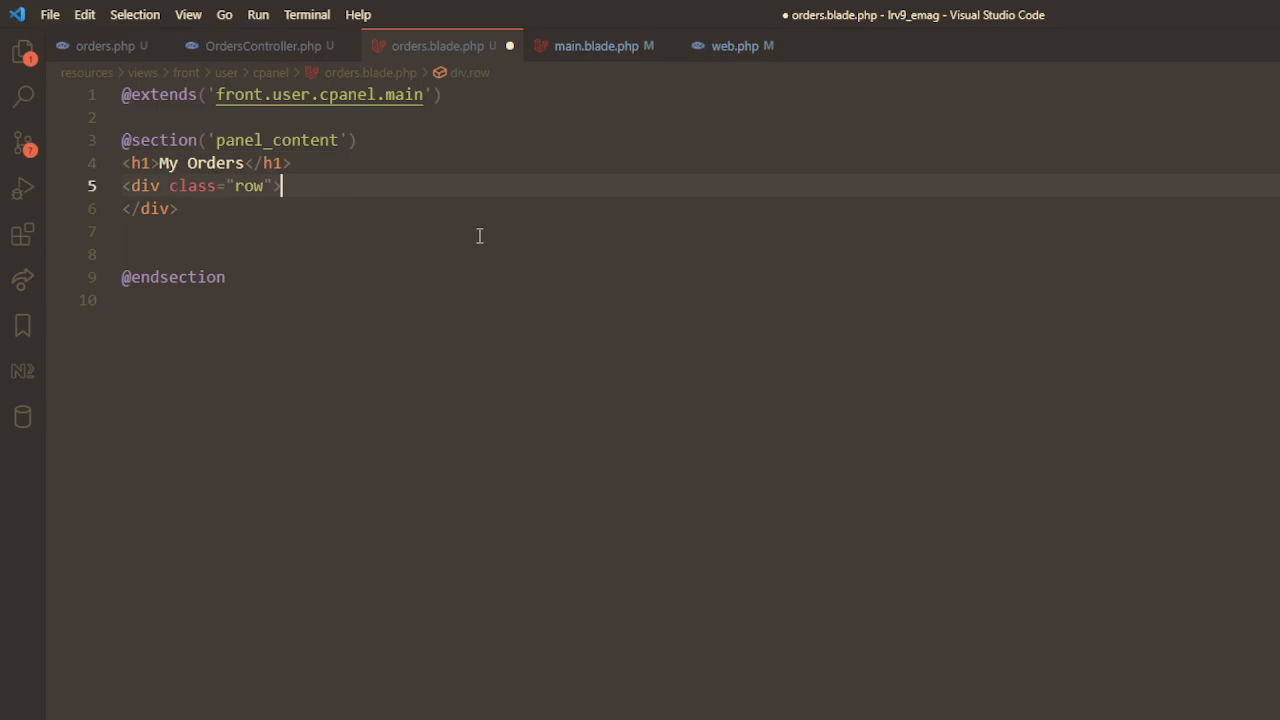 File Edit Selection View Go Run Terminal Help ● orders.blade.php - lrv9_emag - Visual Studio Code
orders.php U OrdersController.php U orders.blade.php U ● main.blade.php M web.php M
resources > views > front > user > cpanel > orders.blade.php > div.row
1 @extends('front.user.cpanel.main')
2
3 @section('panel_content')
4 <h1>My Orders</h1>
5 <div class="row">
6 </div>
7
8
9 @endsection
10
1
7
N2